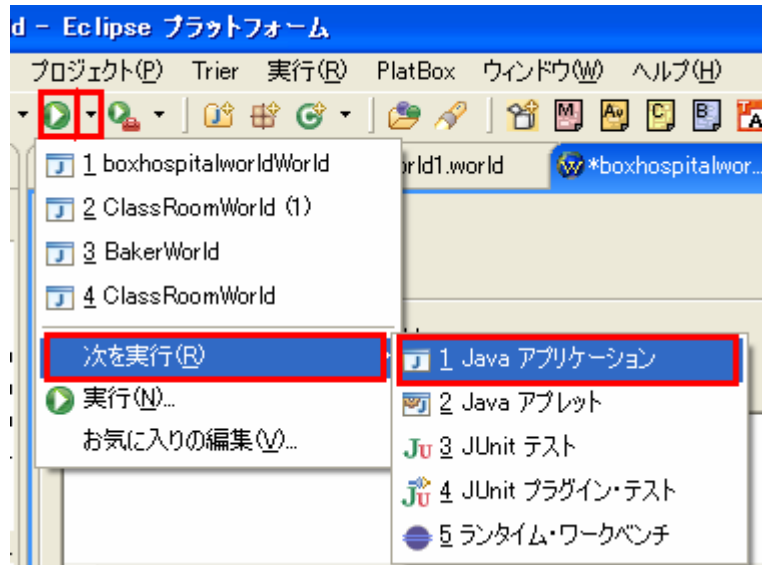 d - Eclipse プラットフォーム
プロジェクト(P) Trier 実行(R) PlatBox ウィンドウ(W) ヘルプ(H)
1 boxhospitalworldWorld
orld1.world
*boxhospitalwor...
2 ClassRoomWorld (1)
3 BakerWorld
4 ClassRoomWorld
次を実行(R)
1 Java アプリケーション
実行(N)...
2 Java アプレット
お気に入りの編集(V)...
3 JUnit テスト
4 JUnit プラグイン・テスト
5 ランタイム・ワークベンチ